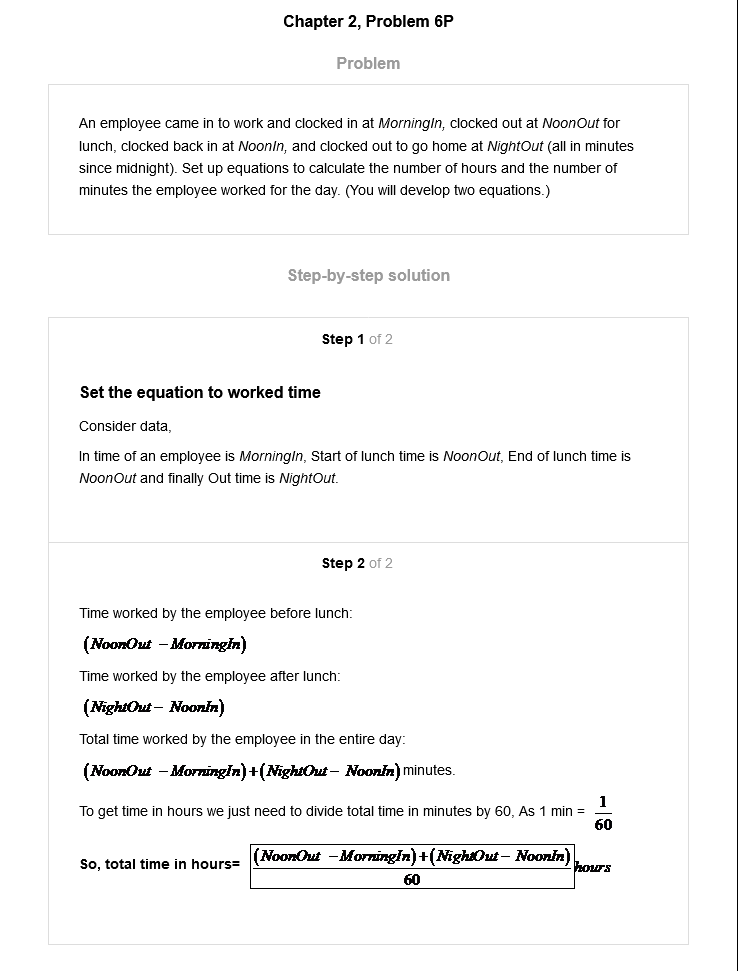 Chapter 2, Problem 6P
Problem
An employee came in to work and clocked in at MorningIn, clocked out at NoonOut for
lunch, clocked back in at NoonIn, and clocked out to go home at NightOut (all in minutes
since midnight). Set up equations to calculate the number of hours and the number of
minutes the employee worked for the day. (You will develop two equations.)
Step-by-step solution
Step 1 of 2
Set the equation to worked time
Consider data,
In time of an employee is MorningIn, Start of lunch time is NoonOut, End of lunch time is
NoonOut and finally Out time is NightOut.
Step 2 of 2
Time worked by the employee before lunch:
(NoonOut − MorningIn)
Time worked by the employee after lunch:
(NightOut − NoonIn)
Total time worked by the employee in the entire day:
(NoonOut − MorningIn)+(NightOut − NoonIn) minutes.
To get time in hours we just need to divide total time in minutes by 60, As 1 min = 1/60
So, total time in hours= (NoonOut − MorningIn)+(NightOut − NoonIn)/60 hours